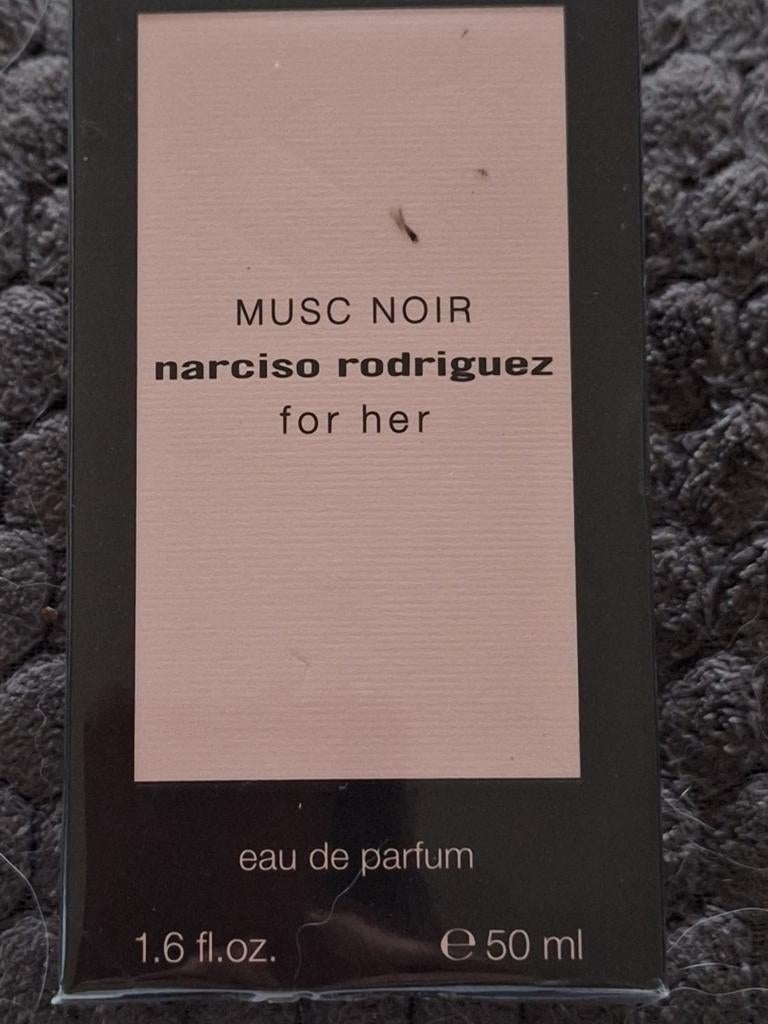 MUSC NOIR
narciso rodriguez
for her
eau de parfum
1.6 fl.oz. ℮ 50 ml